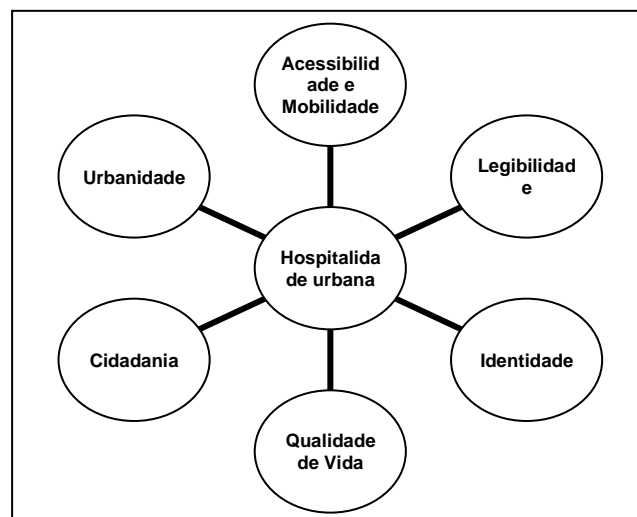 Acessibilid
ade e
Mobilidade
Urbanidade
Legibilidad
e
Hospitalida
de urbana
Cidadania
Identidade
Qualidade
de Vida